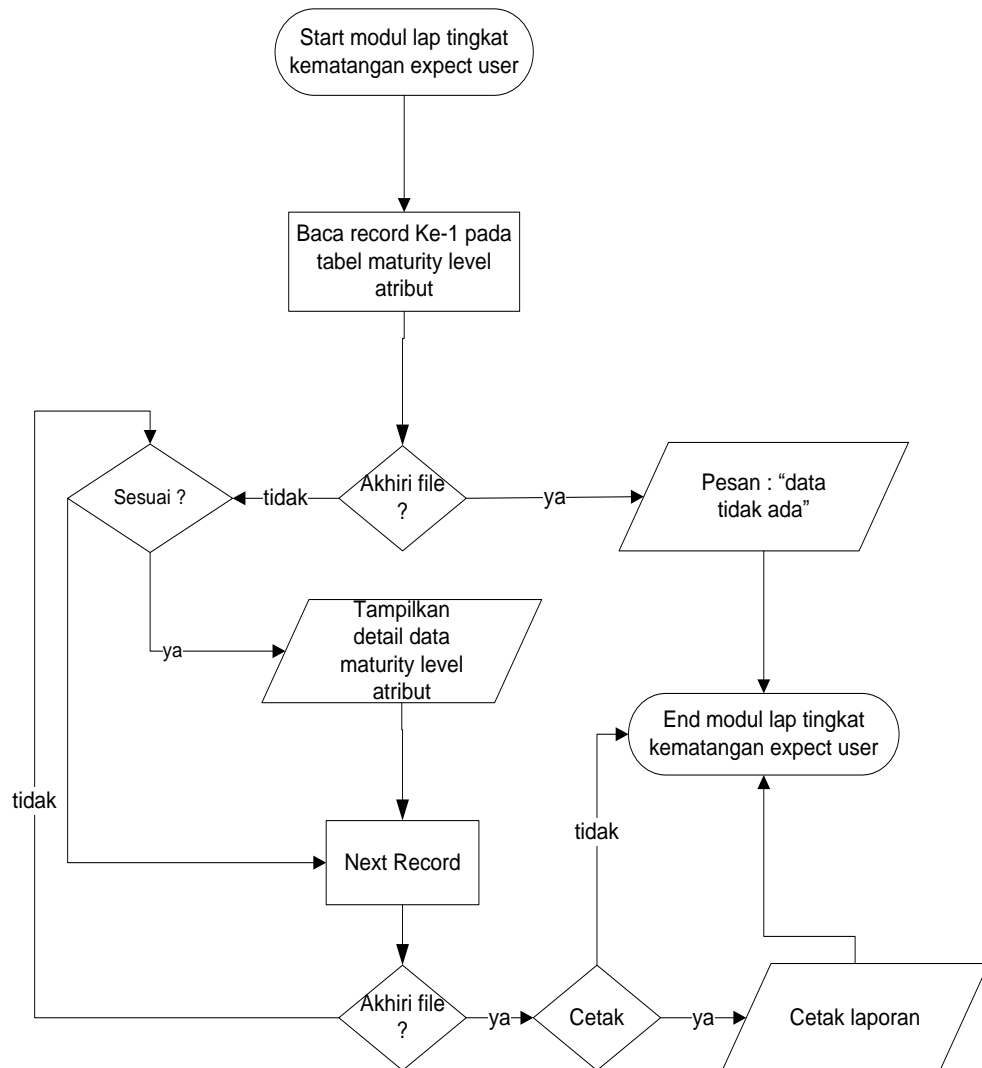 Start modul lap tingkat
kematangan expect user
Baca record Ke-1 pada
tabel maturity level
atribut
Sesuai ?
tidak
Akhiri file
?
ya
Pesan : “data
tidak ada”
ya
Tampilkan
detail data
maturity level
atribut
End modul lap tingkat
kematangan expect user
tidak
tidak
Next Record
Akhiri file
?
ya
Cetak
ya
Cetak laporan